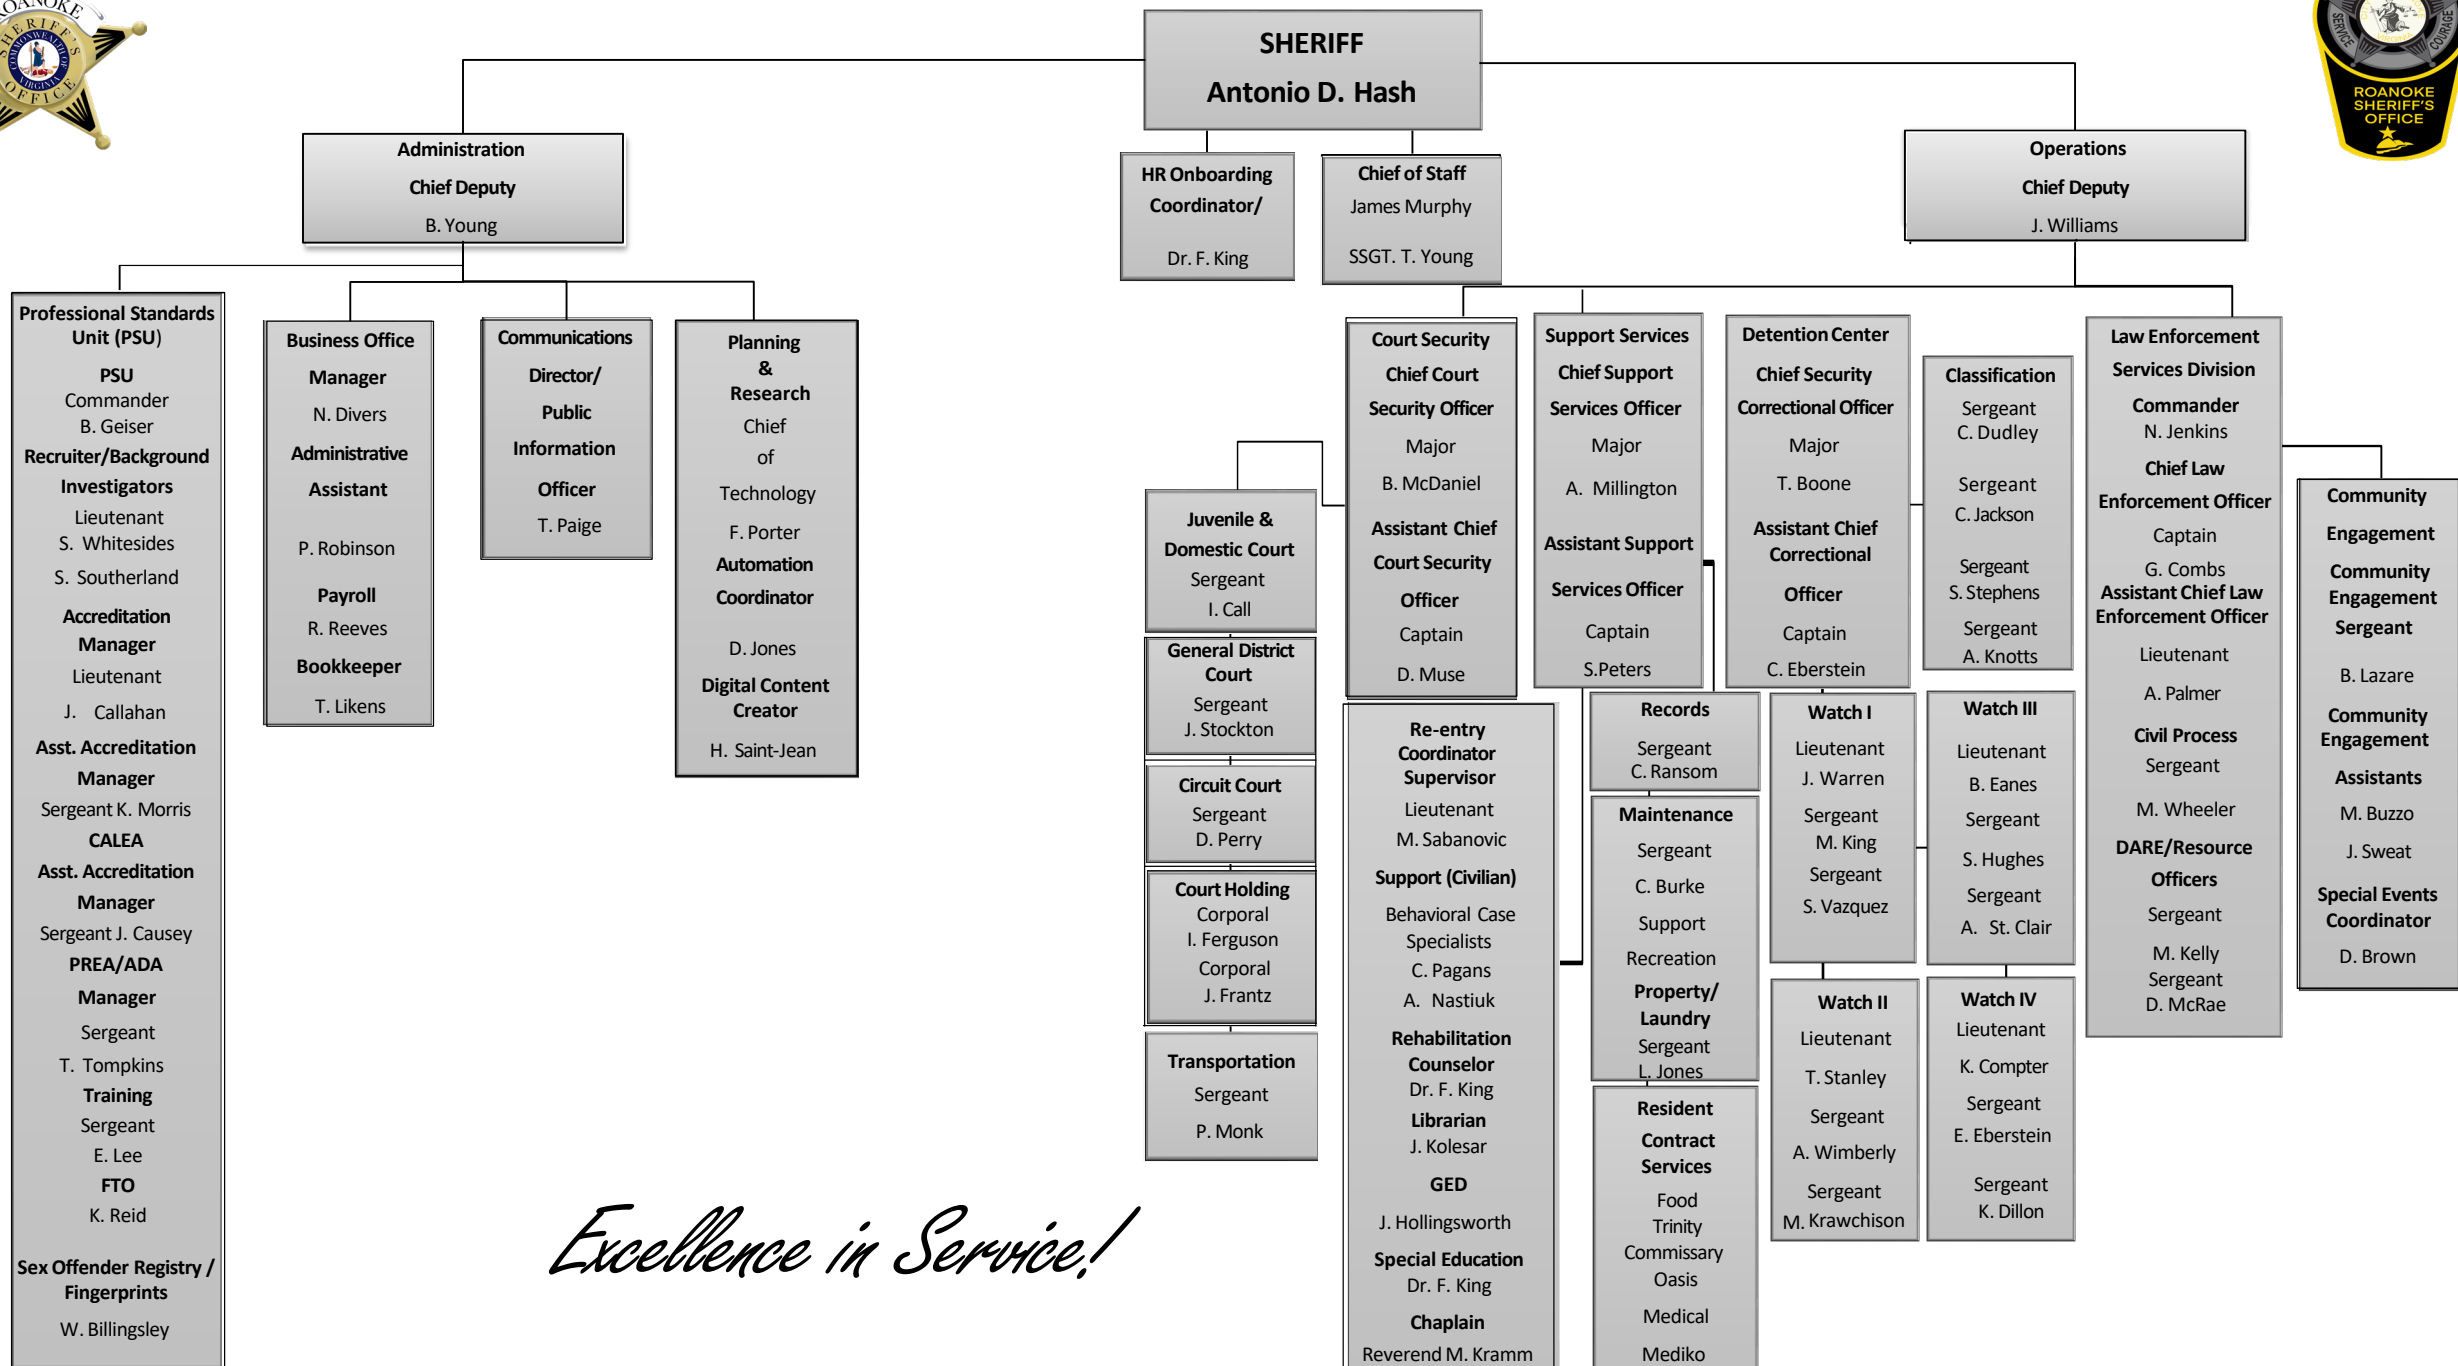 ROANOKE
SHERIFF'S
COMMONWEALTH OF
VIRGINIA
OFFICE
SERVICE
COURAGE
VIRGINIA
ROANOKE
SHERIFF'S
OFFICE
SHERIFF
Antonio D. Hash
Administration
Chief Deputy
B. Young
HR Onboarding
Coordinator/
Dr. F. King
Chief of Staff
James Murphy
SSGT. T. Young
Operations
Chief Deputy
J. Williams
Professional Standards
Unit (PSU)
PSU
Commander
B. Geiser
Recruiter/Background
Investigators
Lieutenant
S. Whitesides
S. Southerland
Accreditation
Manager
Lieutenant
J. Callahan
Asst. Accreditation
Manager
Sergeant K. Morris
CALEA
Asst. Accreditation
Manager
Sergeant J. Causey
PREA/ADA
Manager
Sergeant
T. Tompkins
Training
Sergeant
E. Lee
FTO
K. Reid
Sex Offender Registry /
Fingerprints
W. Billingsley
Business Office
Manager
N. Divers
Administrative
Assistant
P. Robinson
Payroll
R. Reeves
Bookkeeper
T. Likens
Communications
Director/
Public
Information
Officer
T. Paige
Planning
&
Research
Chief
of
Technology
F. Porter
Automation
Coordinator
D. Jones
Digital Content
Creator
H. Saint-Jean
Juvenile &
Domestic Court
Sergeant
I. Call
General District
Court
Sergeant
J. Stockton
Circuit Court
Sergeant
D. Perry
Court Holding
Corporal
I. Ferguson
Corporal
J. Frantz
Transportation
Sergeant
P. Monk
Court Security
Chief Court
Security Officer
Major
B. McDaniel
Assistant Chief
Court Security
Officer
Captain
D. Muse
Re-entry
Coordinator
Supervisor
Lieutenant
M. Sabanovic
Support (Civilian)
Behavioral Case
Specialists
C. Pagans
A. Nastiuk
Rehabilitation
Counselor
Dr. F. King
Librarian
J. Kolesar
GED
J. Hollingsworth
Special Education
Dr. F. King
Chaplain
Reverend M. Kramm
Support Services
Chief Support
Services Officer
Major
A. Millington
Assistant Support
Services Officer
Captain
S.Peters
Records
Sergeant
C. Ransom
Maintenance
Sergeant
C. Burke
Support
Recreation
Property/
Laundry
Sergeant
L. Jones
Resident
Contract
Services
Food
Trinity
Commissary
Oasis
Medical
Mediko
Detention Center
Chief Security
Correctional Officer
Major
T. Boone
Assistant Chief
Correctional
Officer
Captain
C. Eberstein
Classification
Sergeant
C. Dudley
Sergeant
C. Jackson
Sergeant
S. Stephens
Sergeant
A. Knotts
Watch I
Lieutenant
J. Warren
Sergeant
M. King
Sergeant
S. Vazquez
Watch III
Lieutenant
B. Eanes
Sergeant
S. Hughes
Sergeant
A. St. Clair
Watch II
Lieutenant
T. Stanley
Sergeant
A. Wimberly
Sergeant
M. Krawchison
Watch IV
Lieutenant
K. Compter
Sergeant
E. Eberstein
Sergeant
K. Dillon
Law Enforcement
Services Division
Commander
N. Jenkins
Chief Law
Enforcement Officer
Captain
G. Combs
Assistant Chief Law
Enforcement Officer
Lieutenant
A. Palmer
Civil Process
Sergeant
M. Wheeler
DARE/Resource
Officers
Sergeant
M. Kelly
Sergeant
D. McRae
Community
Engagement
Community
Engagement
Sergeant
B. Lazare
Community
Engagement
Assistants
M. Buzzo
J. Sweat
Special Events
Coordinator
D. Brown
Excellence in Service!